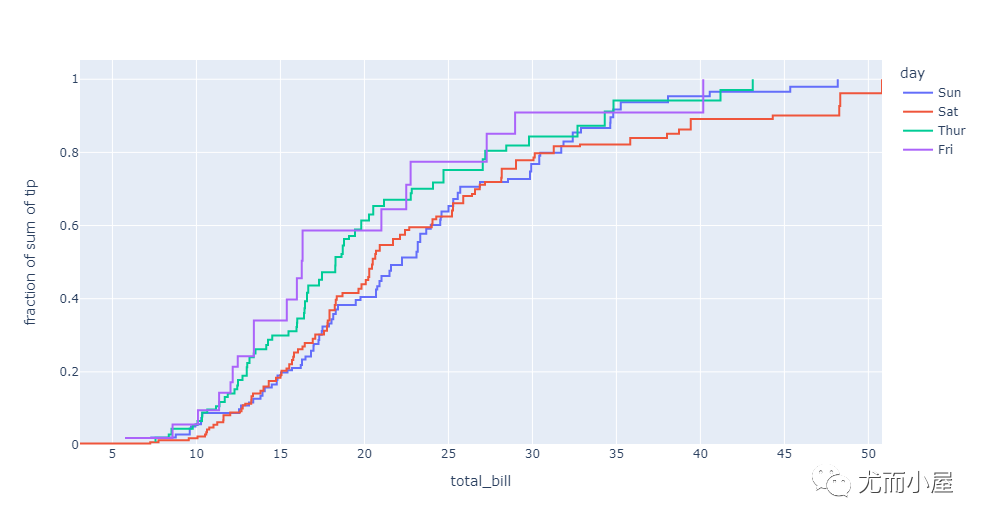 day
Sun
Sat
Thur
Fri
1
0.8
0.6
0.4
0.2
0
fraction of sum of tip
5
10
15
20
25
30
35
40
45
50
total_bill
尤而小屋